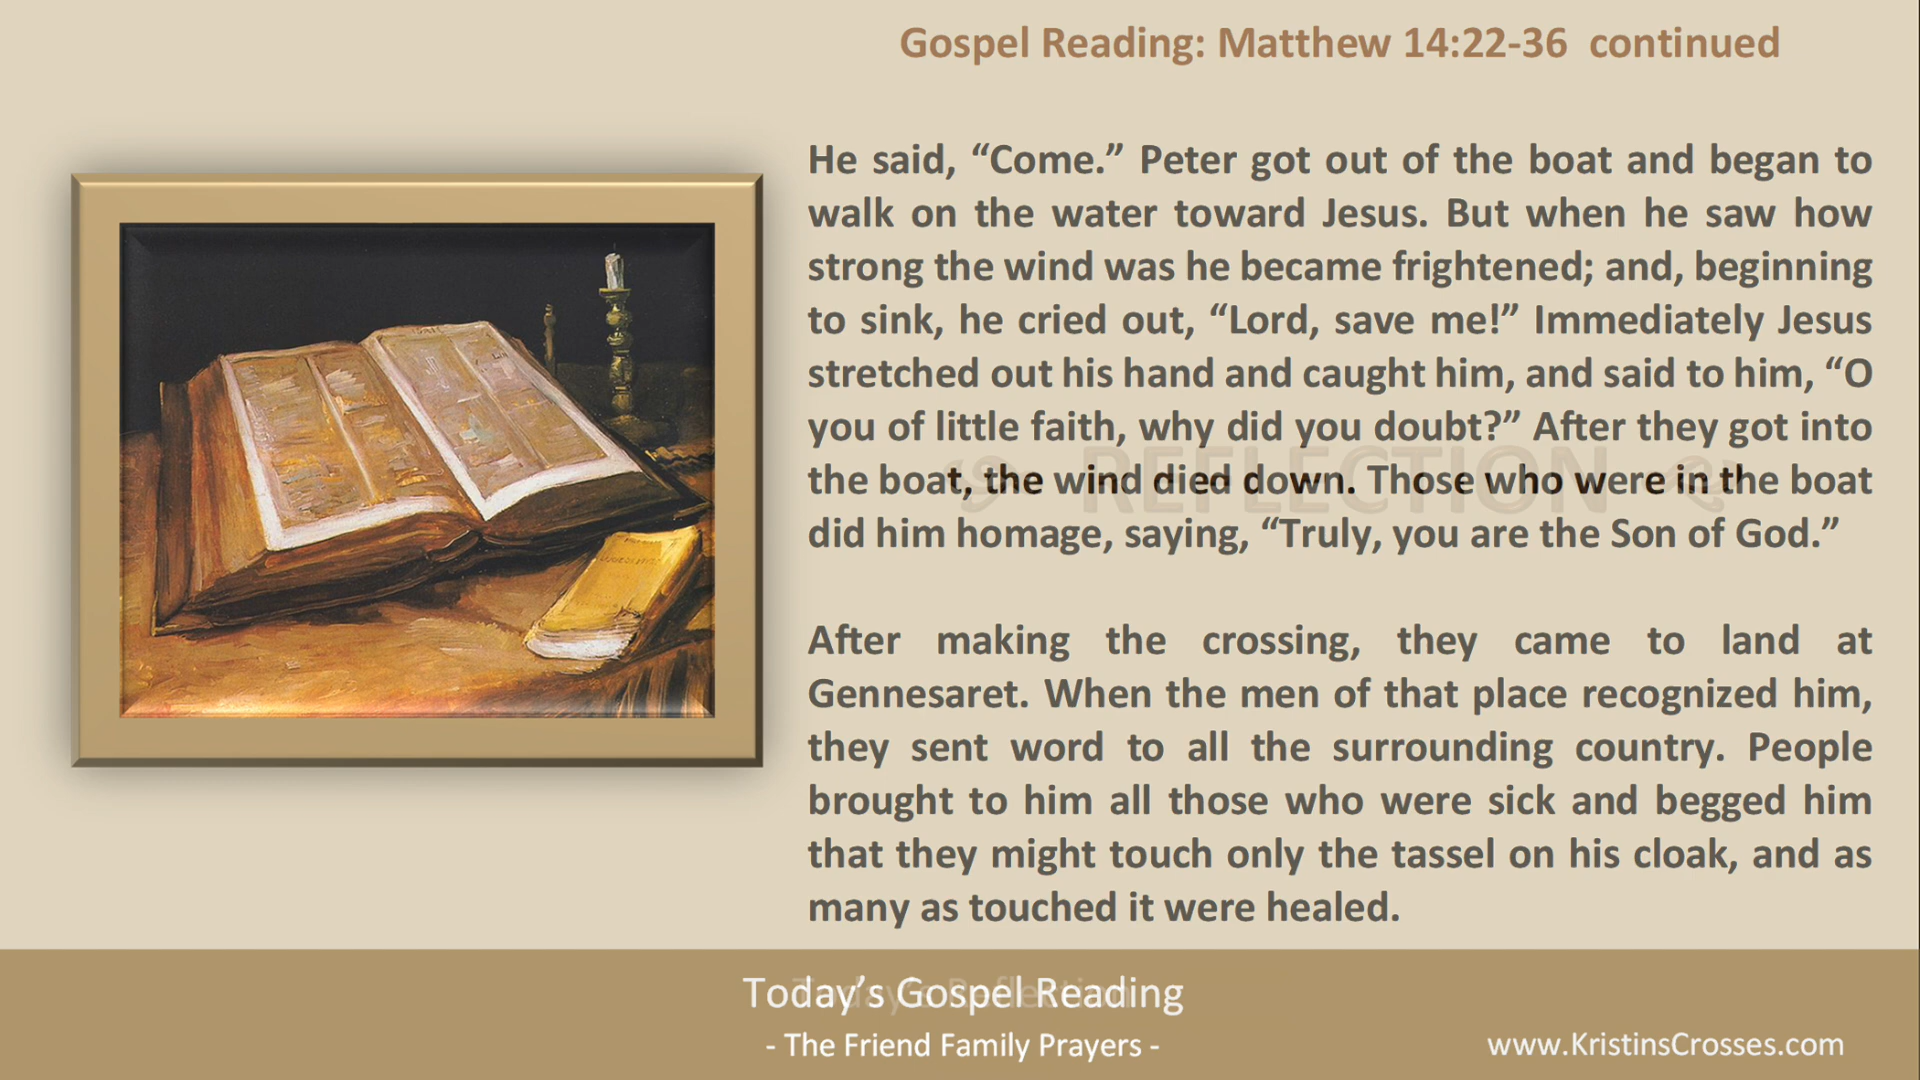 Gospel Reading: Matthew 14:22-36 continued
He said, “Come.” Peter got out of the boat and began to
walk on the water toward Jesus. But when he saw how
strong the wind was he became frightened; and, beginning
to sink, he cried out, “Lord, save me!” Immediately Jesus
stretched out his hand and caught him, and said to him, “O
you of little faith, why did you doubt?” After they got into
REFLECTION
the boat, the wind died down. Those who were in the boat
did him homage, saying, “Truly, you are the Son of God.”
After making the crossing, they came to land at
Gennesaret. When the men of that place recognized him,
they sent word to all the surrounding country. People
brought to him all those who were sick and begged him
that they might touch only the tassel on his cloak, and as
many as touched it were healed.
Today’s Gospel Reading
Today’s Reflection
- The Friend Family Prayers -
www.KristinsCrosses.com